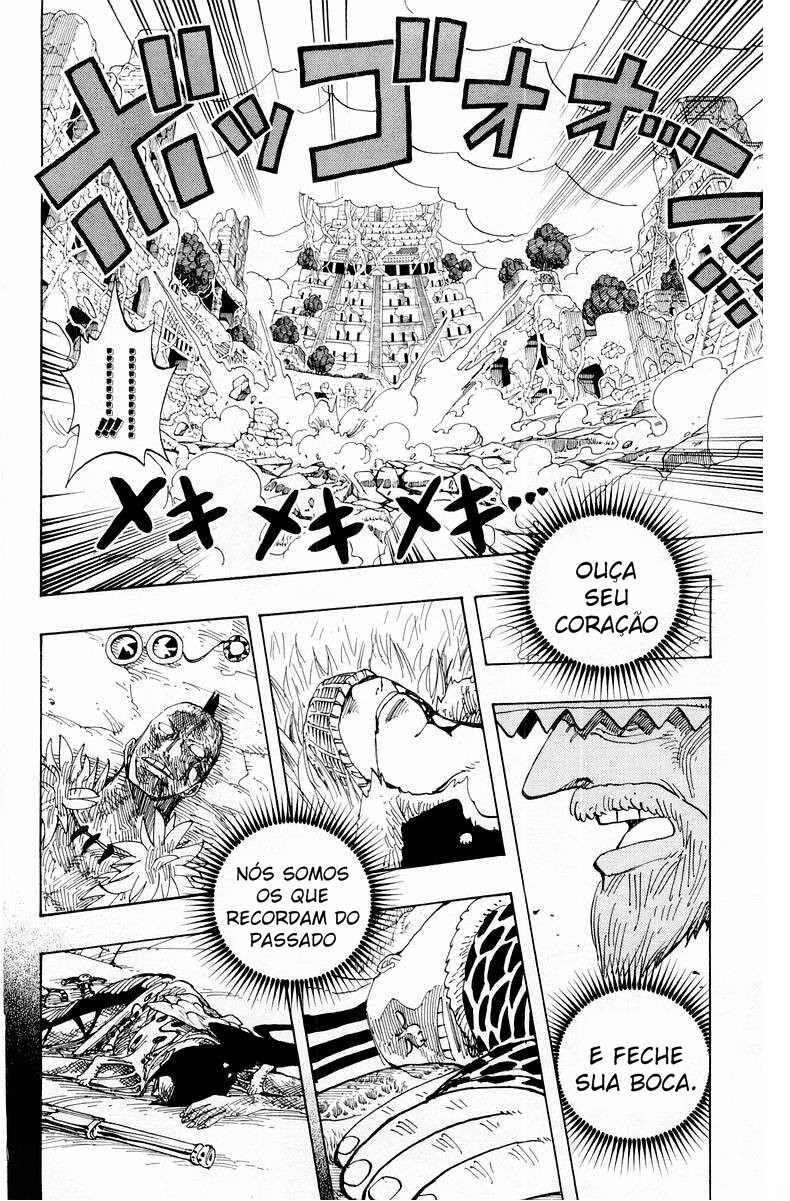 ボッゴォォ…ン!!
!!!
メキメキメキ…
OUÇA
SEU
CORAÇÃO
E FECHE
SUA BOCA.
NÓS SOMOS
OS QUE
RECORDAM DO
PASSADO